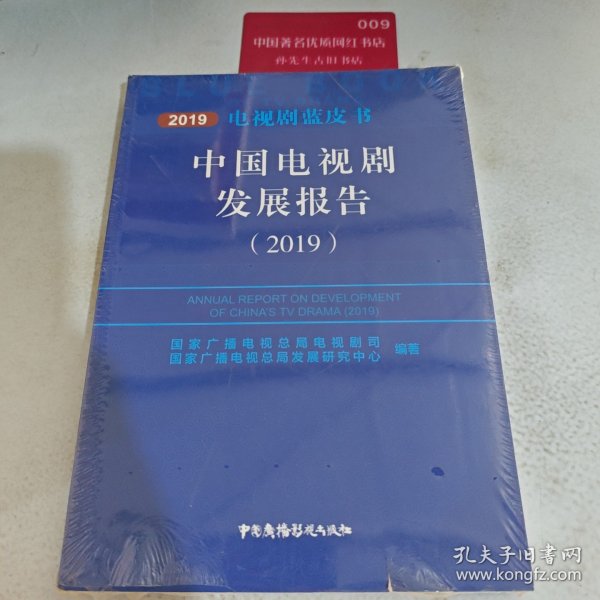 009
中国著名优质网红书店
孙先生古旧书店
BLUE BOOK
2019 电视剧蓝皮书
中国电视剧
发展报告
（2019）
ANNUAL REPORT ON DEVELOPMENT
OF CHINA'S TV DRAMA (2019)
国家广播电视总局电视剧司
国家广播电视总局发展研究中心 编著
中国广播影视出版社
孔夫子旧书网
www.kongfz.com